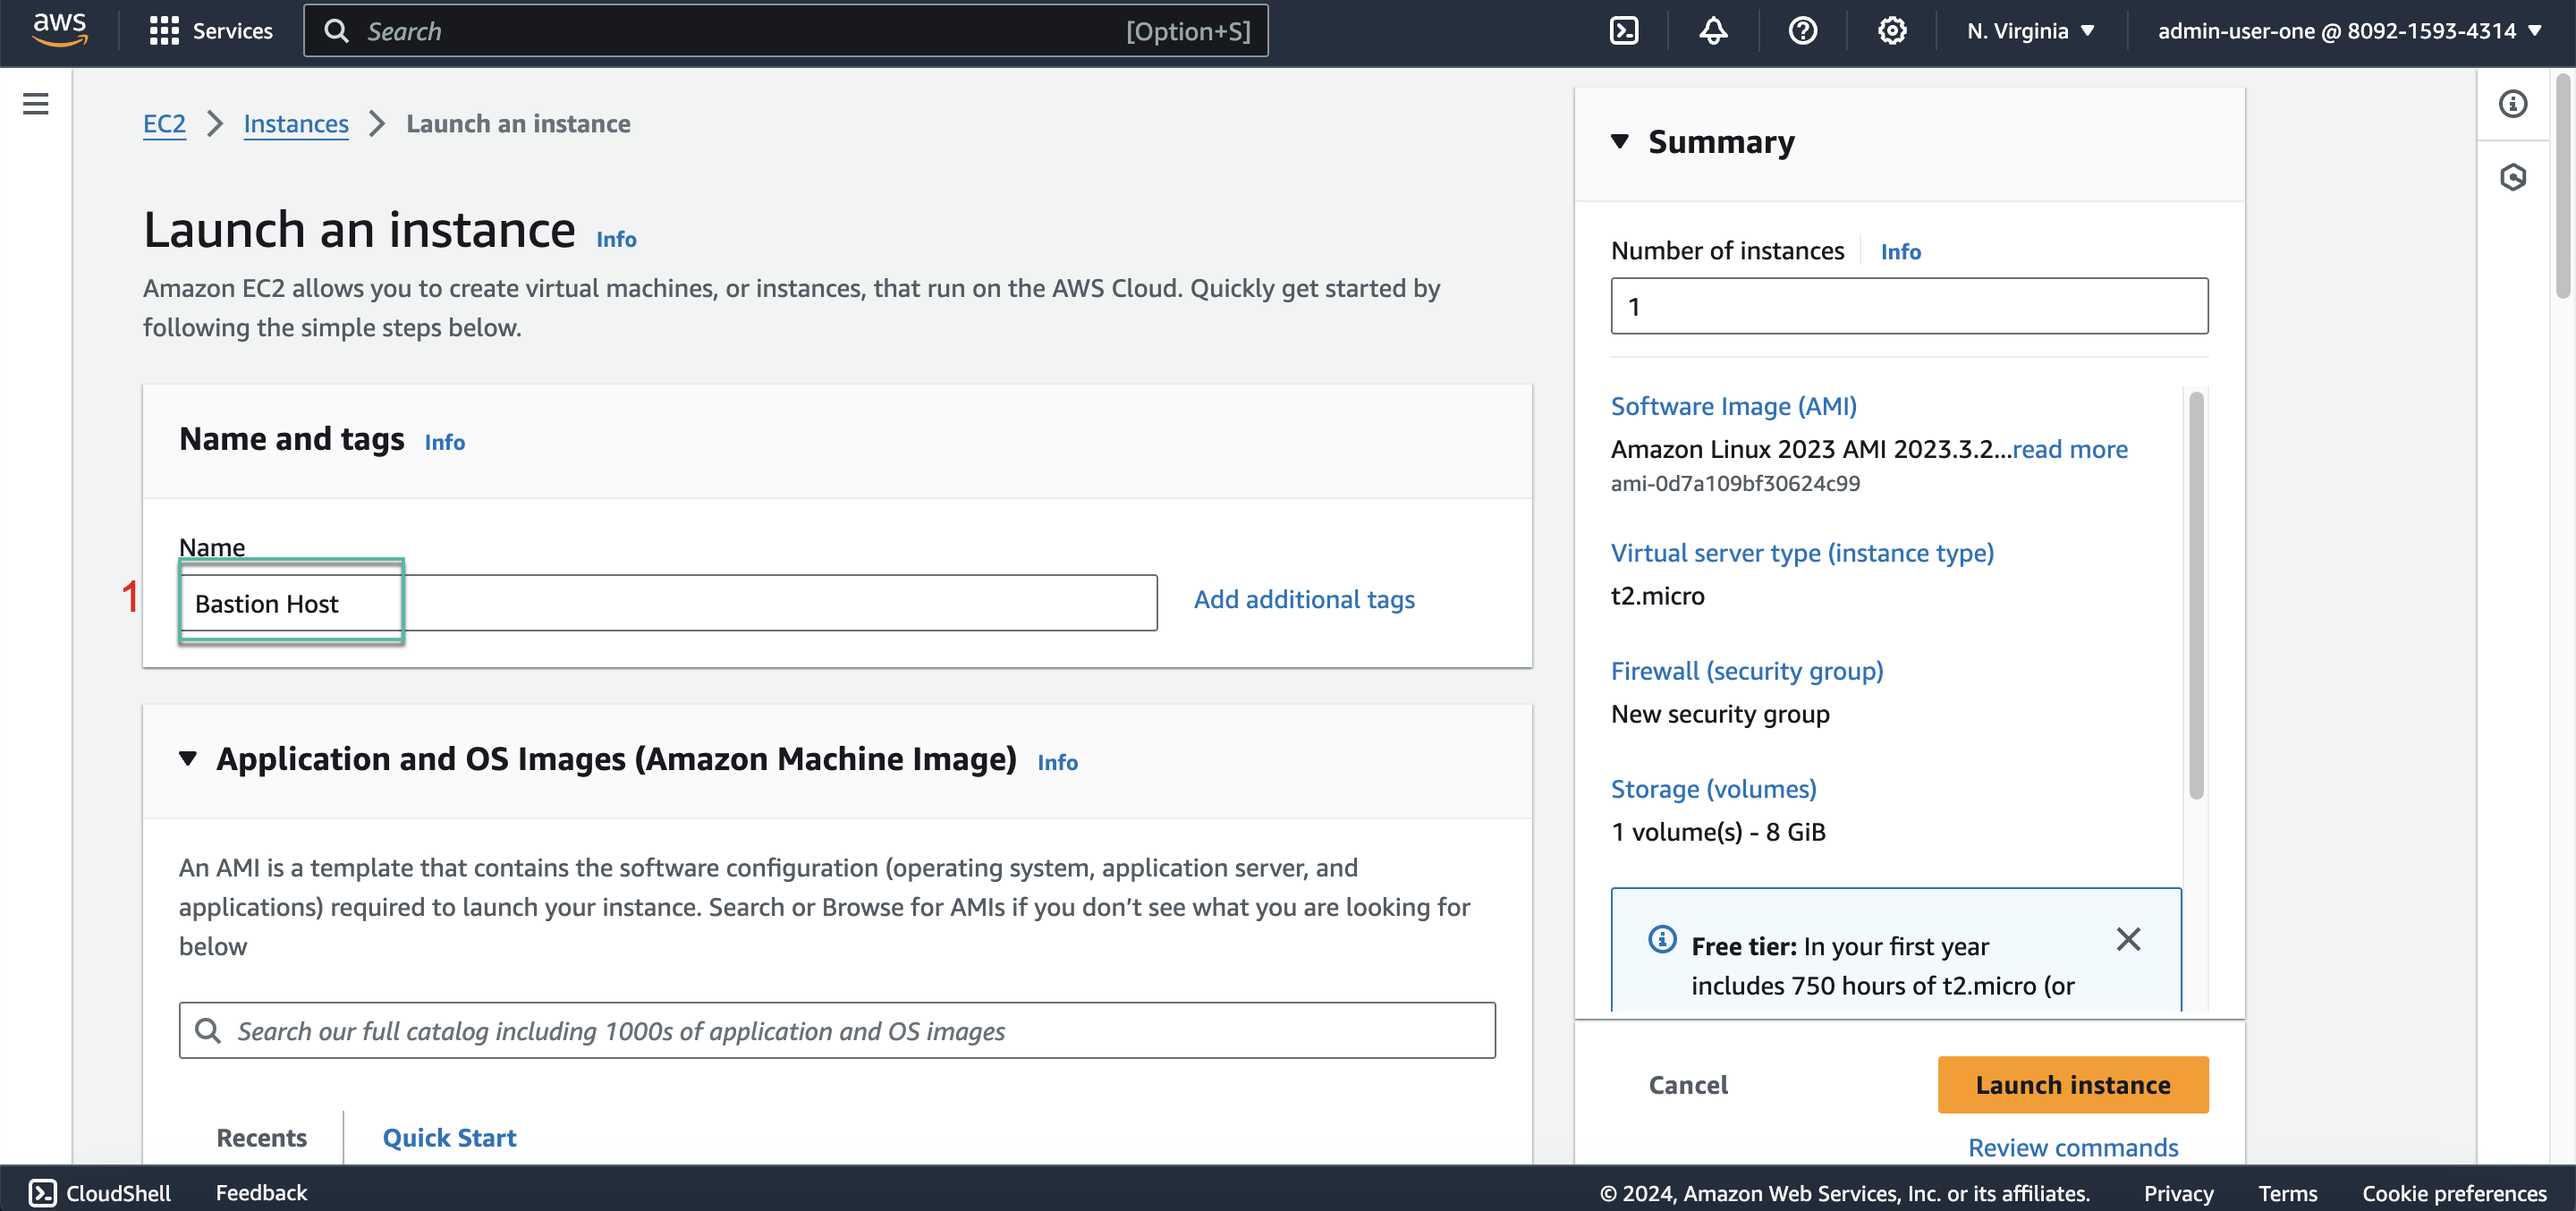 aws
Services
Search
[Option+S]
N. Virginia
admin-user-one @ 8092-1593-4314
EC2
Instances
Launch an instance
Launch an instance
Info
Amazon EC2 allows you to create virtual machines, or instances, that run on the AWS Cloud. Quickly get started by
following the simple steps below.
Name and tags
Info
Name
1
Bastion Host
Add additional tags
Application and OS Images (Amazon Machine Image)
Info
An AMI is a template that contains the software configuration (operating system, application server, and
applications) required to launch your instance. Search or Browse for AMIs if you don’t see what you are looking for
below
Search our full catalog including 1000s of application and OS images
Recents
Quick Start
Summary
Number of instances
Info
1
Software Image (AMI)
Amazon Linux 2023 AMI 2023.3.2...read more
ami-0d7a109bf30624c99
Virtual server type (instance type)
t2.micro
Firewall (security group)
New security group
Storage (volumes)
1 volume(s) - 8 GiB
Free tier: In your first year
includes 750 hours of t2.micro (or
Cancel
Launch instance
Review commands
CloudShell
Feedback
© 2024, Amazon Web Services, Inc. or its affiliates.
Privacy
Terms
Cookie preferences